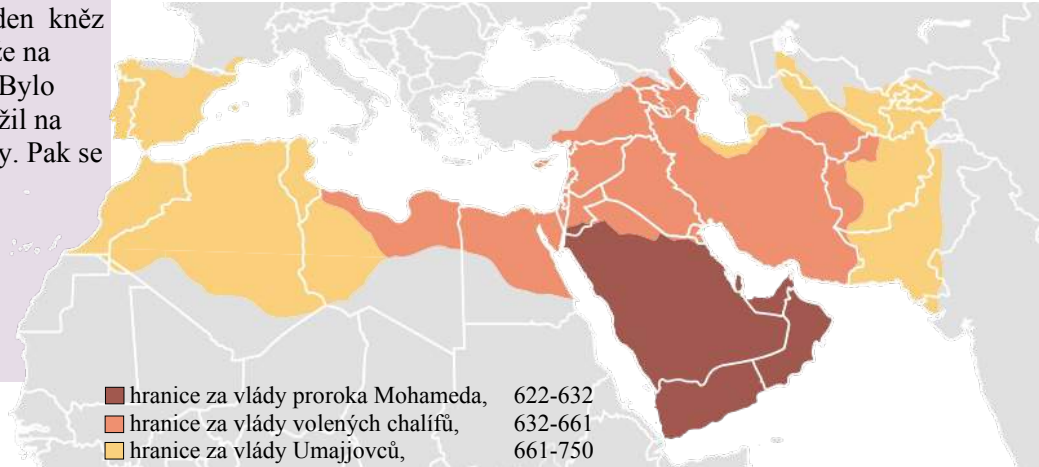 den kněz
ze na
Bylo
žil na
y. Pak se
hranice za vlády proroka Mohameda, 622-632
hranice za vlády volených chalífů, 632-661
hranice za vlády Umajjovců, 661-750